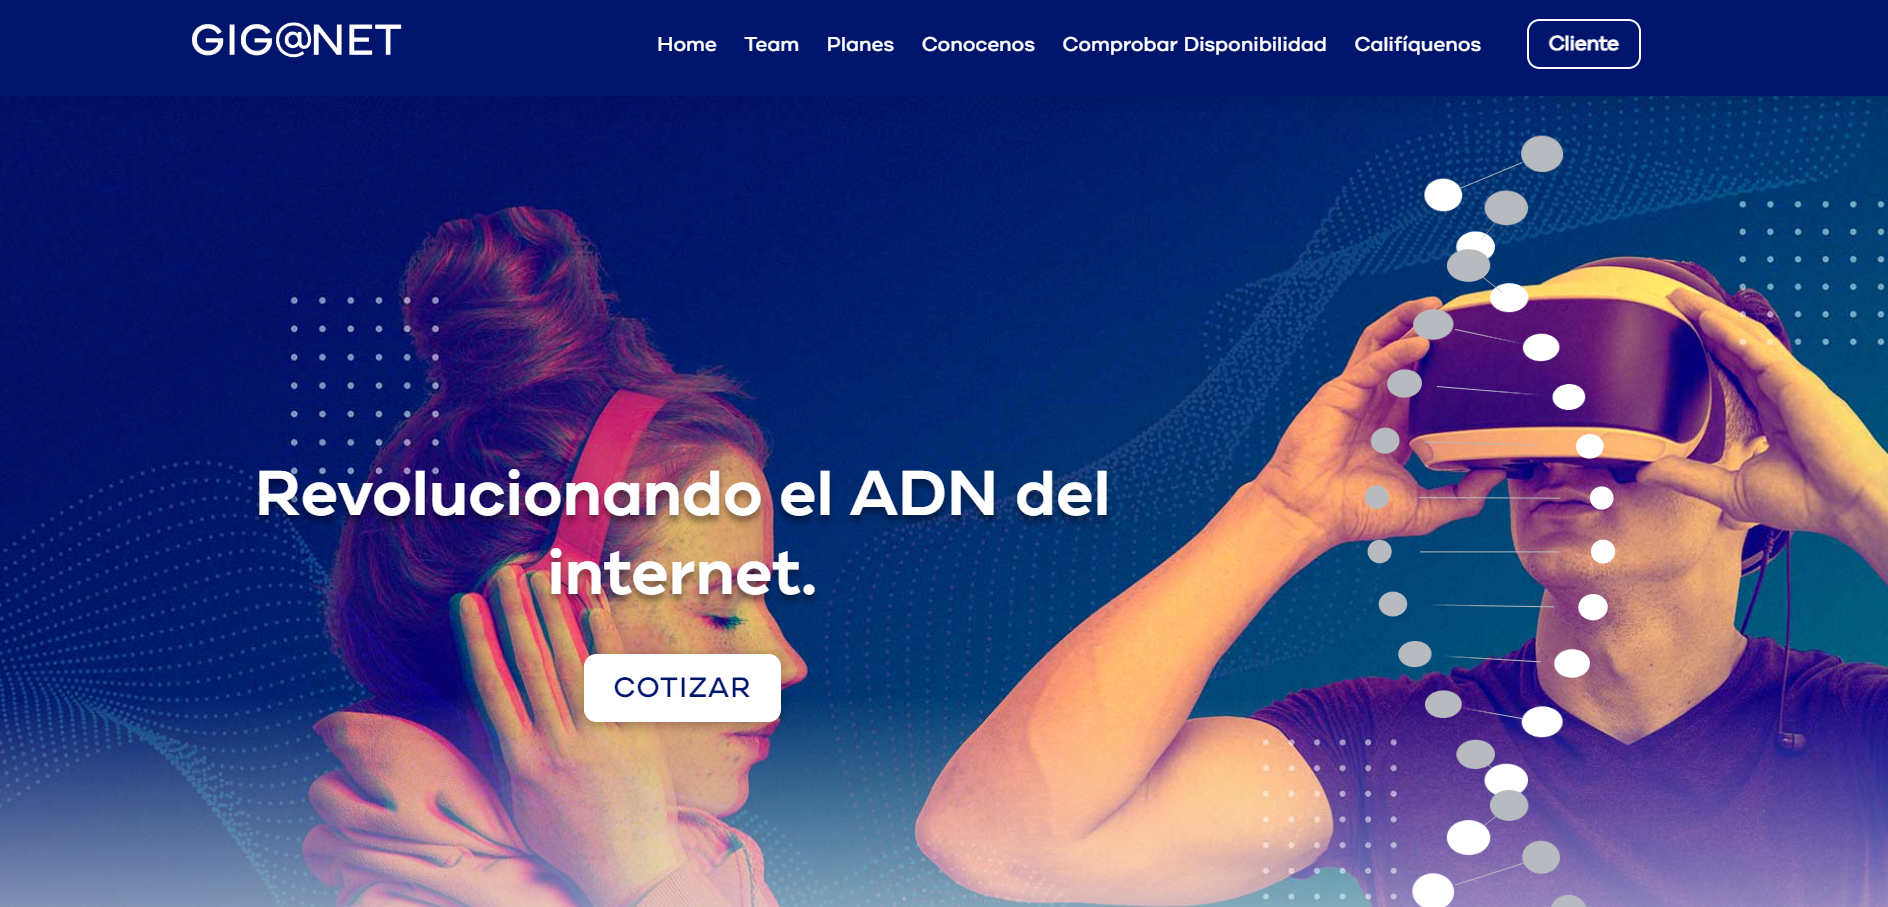 GIG@NET
Home Team Planes Conocenos Comprobar Disponibilidad Califíquenos Cliente
Revolucionando el ADN del
internet.
COTIZAR